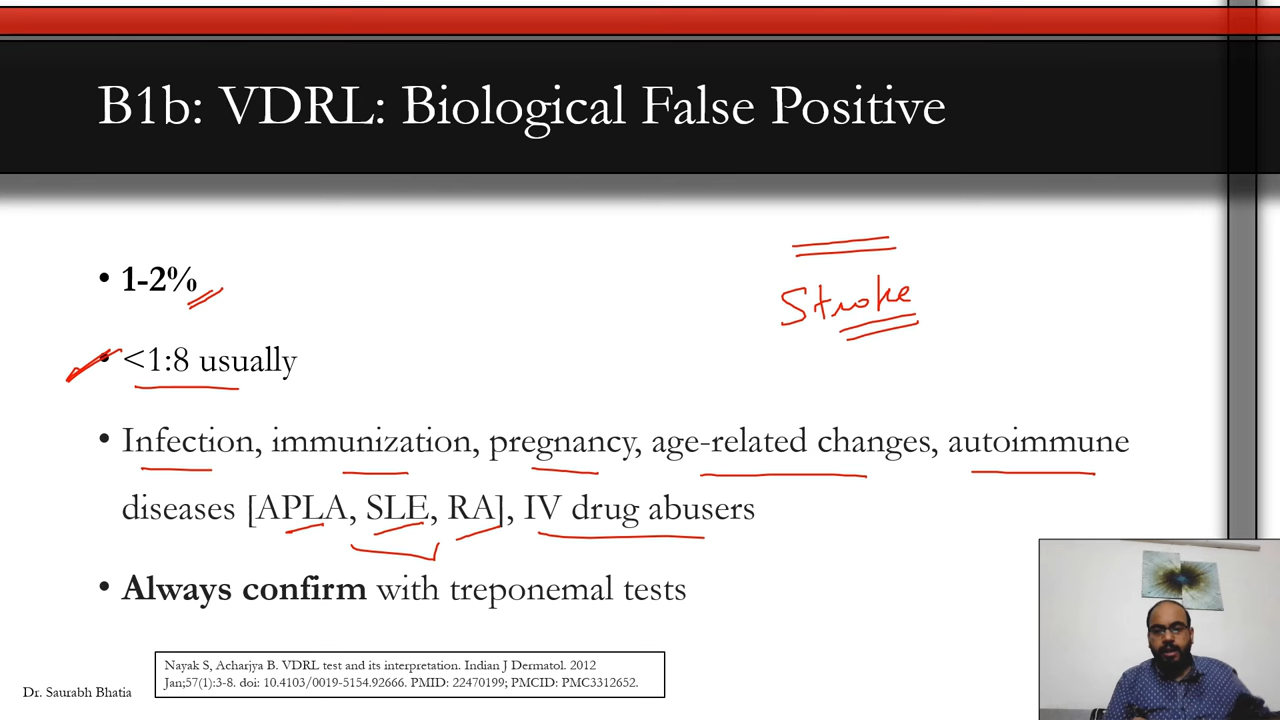 B1b: VDRL: Biological False Positive
• 1-2%
Stroke
• <1:8 usually
• Infection, immunization, pregnancy, age-related changes, autoimmune
diseases [APLA, SLE, RA], IV drug abusers
• Always confirm with treponemal tests
Nayak S, Acharjya B. VDRL test and its interpretation. Indian J Dermatol. 2012
Jan;57(1):3-8. doi: 10.4103/0019-5154.92666. PMID: 22470199; PMCID: PMC3312652.
Dr. Saurabh Bhatia